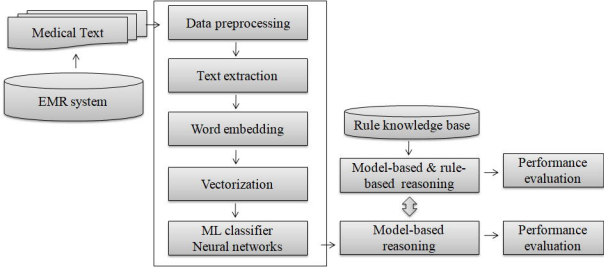 Medical Text
EMR system
Data preprocessing
Text extraction
Word embedding
Vectorization
ML classifier
Neural networks
Rule knowledge base
Model-based & rule-
based reasoning
Performance
evaluation
Model-based
reasoning
Performance
evaluation